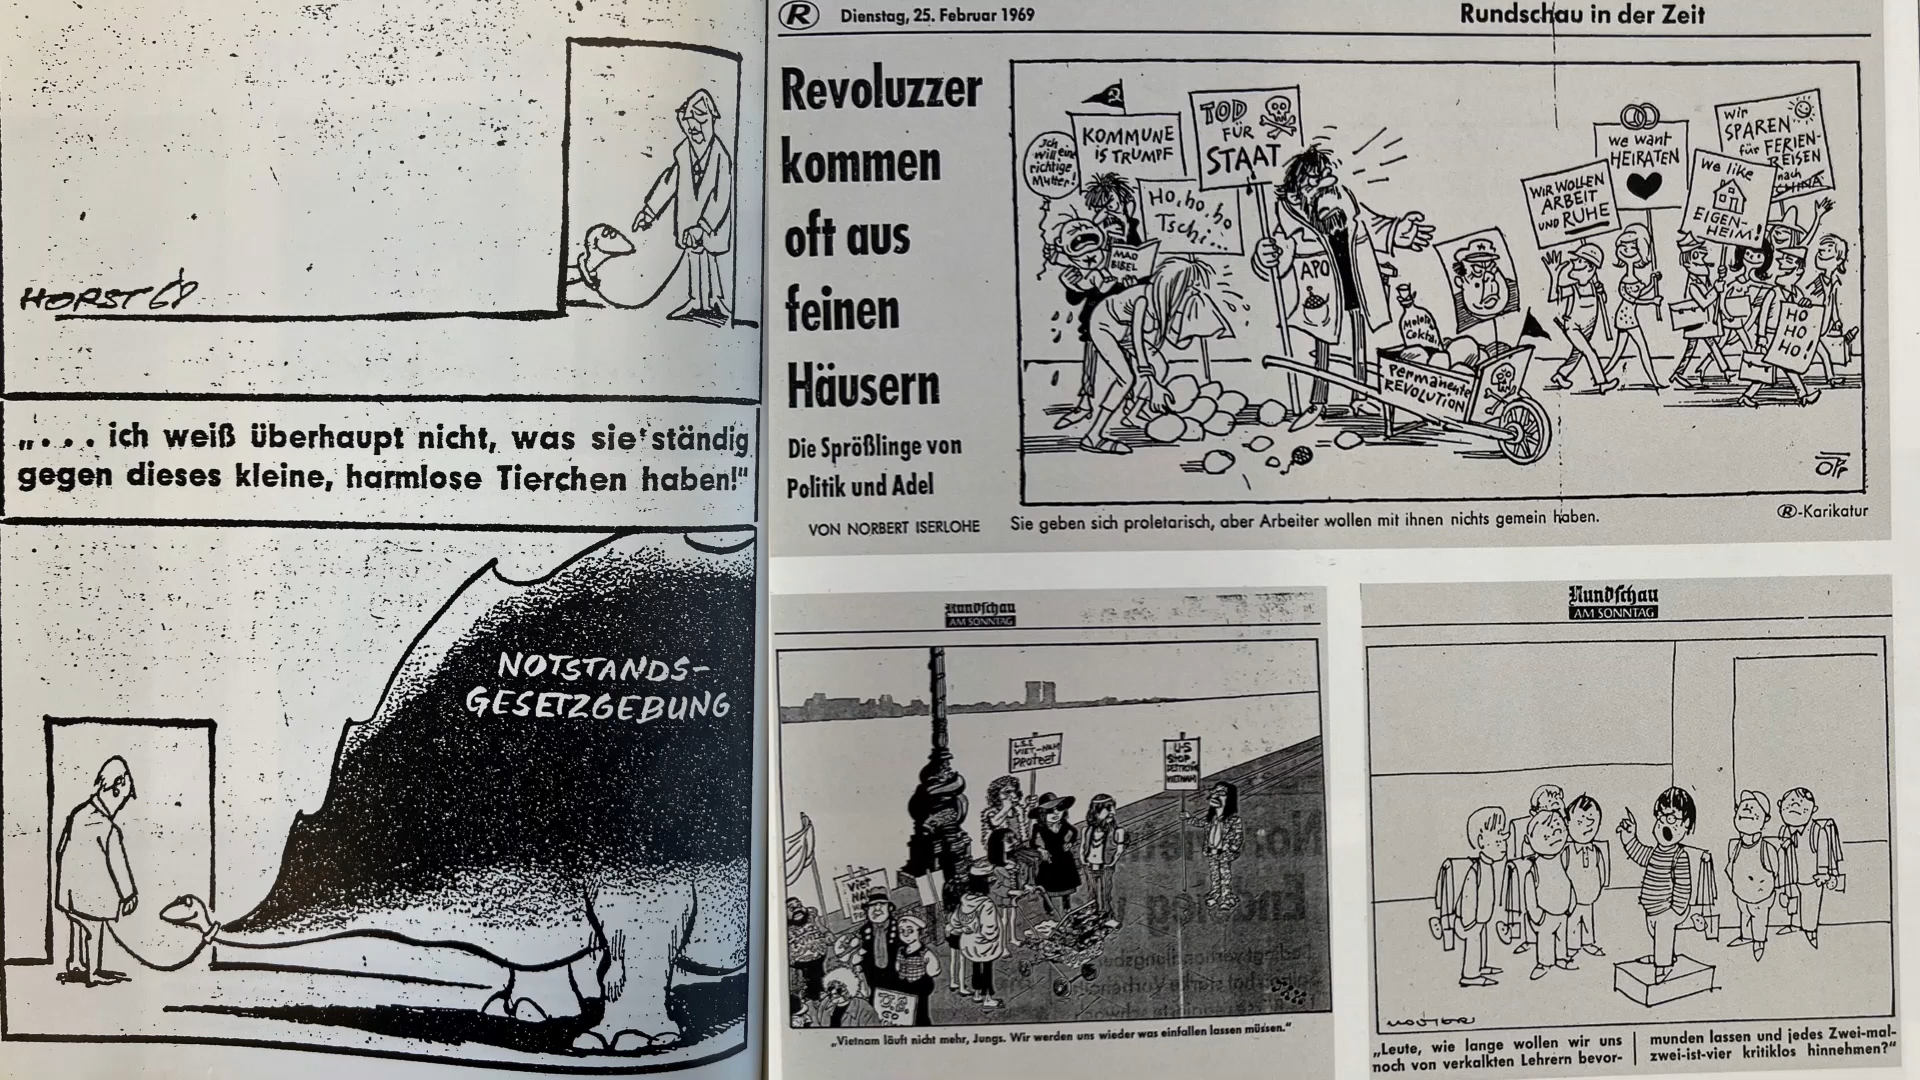 HORST 68
„. . . ich weiß überhaupt nicht, was sie ständig
gegen dieses kleine, harmlose Tierchen haben!“
NOTSTANDS-
GESETZGEBUNG
R Dienstag, 25. Februar 1969
Rundschau in der Zeit
Revoluzzer
kommen
oft aus
feinen
Häusern
Die Sprößlinge von
Politik und Adel
VON NORBERT ISERLOHE
Ich
will eine
richtige
Mutter!
KOMMUNE
IS TRUMPF
Ho, ho, ho
Tschi...
MAO
BIBEL
TOD
FÜR
STAAT
APO
Molotow
Coktail
Permanente
REVOLUTION
WIR WOLLEN
ARBEIT
UND RUHE
we want
HEIRATEN
we like
EIGEN-
HEIM!
wir
SPAREN
für FERIEN-
REISEN
nach
CHINA
HO
HO
HO!
Sie geben sich proletarisch, aber Arbeiter wollen mit ihnen nichts gemein haben.
R-Karikatur
Rundschau
AM SONNTAG
L.S.E
VIET-NAM
PROTEST
U-S
STOP
VIETNAM
Viet
NAM
„Vietnam läuft nicht mehr, Jungs. Wir werden uns wieder was einfallen lassen müssen.“
Rundschau
AM SONNTAG
„Leute, wie lange wollen wir uns
noch von verkalkten Lehrern bevor-
munden lassen und jedes Zwei-mal-
zwei-ist-vier kritiklos hinnehmen?“